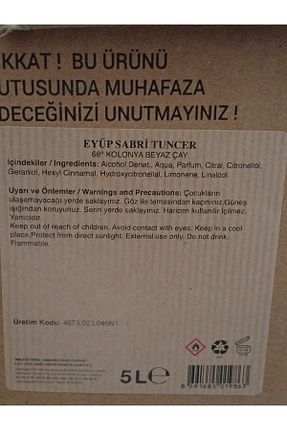 KKAT ! BU ÜRÜNÜ
UTUSUNDA MUHAFAZA
DECEĞİNİZİ UNUTMAYINIZ !
EYÜP SABRİ TUNCER
68° KOLONYA BEYAZ ÇAY
İçindekiler / Ingredients: Alcohol Denat., Aqua, Parfum, Citral, Citronellol,
Geraniol, Hexyl Cinnamal, Hydroxycitronellal, Limonene, Linalool.
Uyarı ve Önlemler / Warnings and Precautions: Çocukların
ulaşamayacağı yerde saklayınız. Göz ile temasından kaçınınız.Güneş
ışığından koruyunuz. Serin yerde saklayınız. Haricen kullanılır.İçilmez.
Yanıcıdır.
Keep out of reach of children. Avoid contact with eyes. Keep in a cool
place.Protect from direct sunlight. External use only. Do not drink.
Flammable.
Üretim Kodu: 4073.023.046N1
5 L e
8 691685 019863